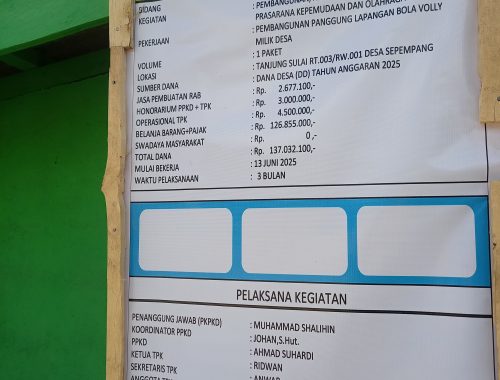 BIDANG : PEMBANGUNAN,
KEGIATAN PRASARANA KEPEMUDAAN DAN OLAHRAGA
: PEMBANGUNAN PANGGUNG LAPANGAN BOLA VOLLY
PEKERJAAN MILIK DESA
: 1 PAKET
VOLUME : TANJUNG SULAI RT.003/RW.001 DESA SEPEMPANG
LOKASI : DANA DESA (DD) TAHUN ANGGARAN 2025
SUMBER DANA : Rp. 2.677.100,-
JASA PEMBUATAN RAB : Rp. 3.000.000,-
HONORARIUM PPKD + TPK : Rp. 4.500.000,-
OPERASIONAL TPK : Rp. 126.855.000,-
BELANJA BARANG+PAJAK : Rp. 0,-
SWADAYA MASYARAKAT : Rp. 137.032.100,-
TOTAL DANA : 13 JUNI 2025
MULAI BEKERJA : 3 BULAN
WAKTU PELAKSANAAN
PELAKSANA KEGIATAN
PENANGGUNG JAWAB (PKPKD) : MUHAMMAD SHALIHIN
KOORDINATOR PPKD : JOHAN,S.Hut.
PPKD : AHMAD SUHARDI
KETUA TPK : RIDWAN
SEKRETARIS TPK : ANWAR
ANGGOTA TPK